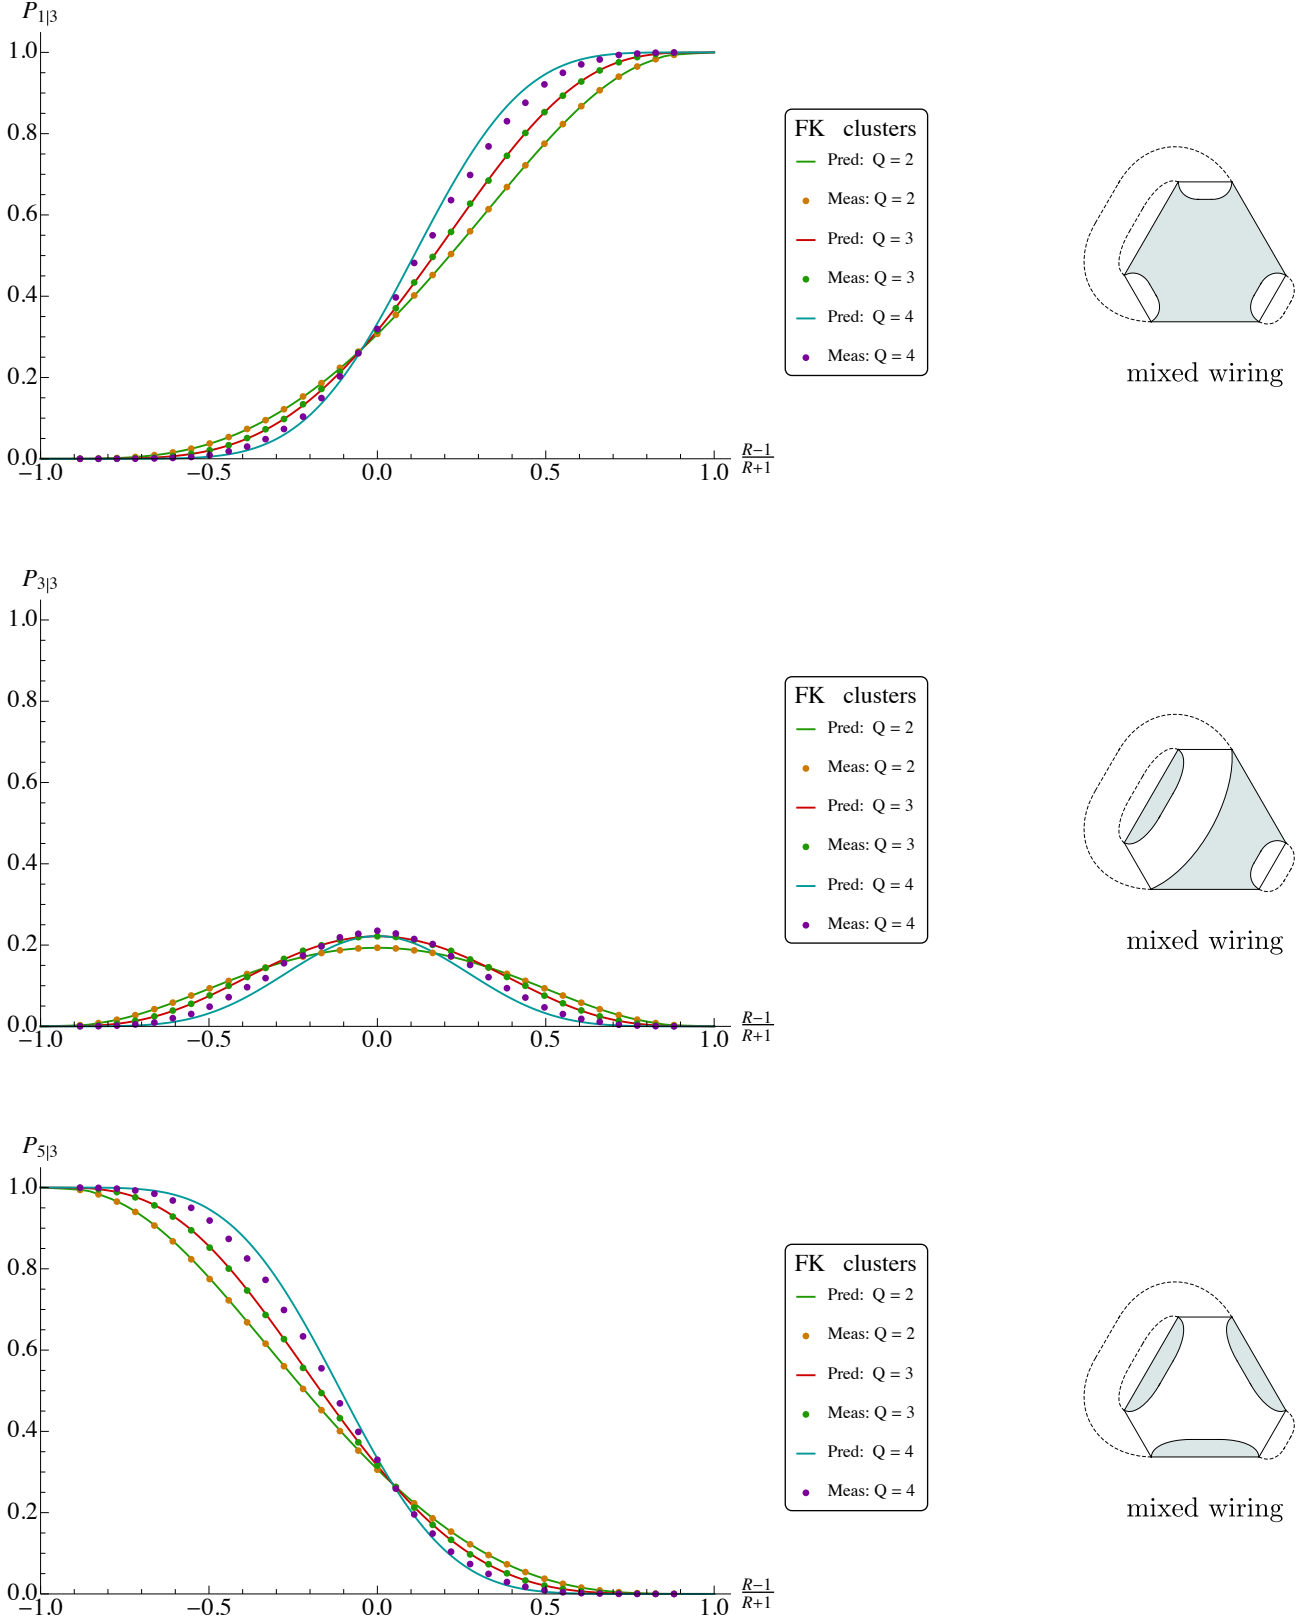 P1|3
1.0
0.8
0.6
0.4
0.2
0.0
−1.0 −0.5 0.0 0.5 1.0
R−1
R+1
FK clusters
Pred: Q = 2
Meas: Q = 2
Pred: Q = 3
Meas: Q = 3
Pred: Q = 4
Meas: Q = 4
mixed wiring
P3|3
1.0
0.8
0.6
0.4
0.2
0.0
−1.0 −0.5 0.0 0.5 1.0
R−1
R+1
FK clusters
Pred: Q = 2
Meas: Q = 2
Pred: Q = 3
Meas: Q = 3
Pred: Q = 4
Meas: Q = 4
mixed wiring
P5|3
1.0
0.8
0.6
0.4
0.2
0.0
−1.0 −0.5 0.0 0.5 1.0
R−1
R+1
FK clusters
Pred: Q = 2
Meas: Q = 2
Pred: Q = 3
Meas: Q = 3
Pred: Q = 4
Meas: Q = 4
mixed wiring